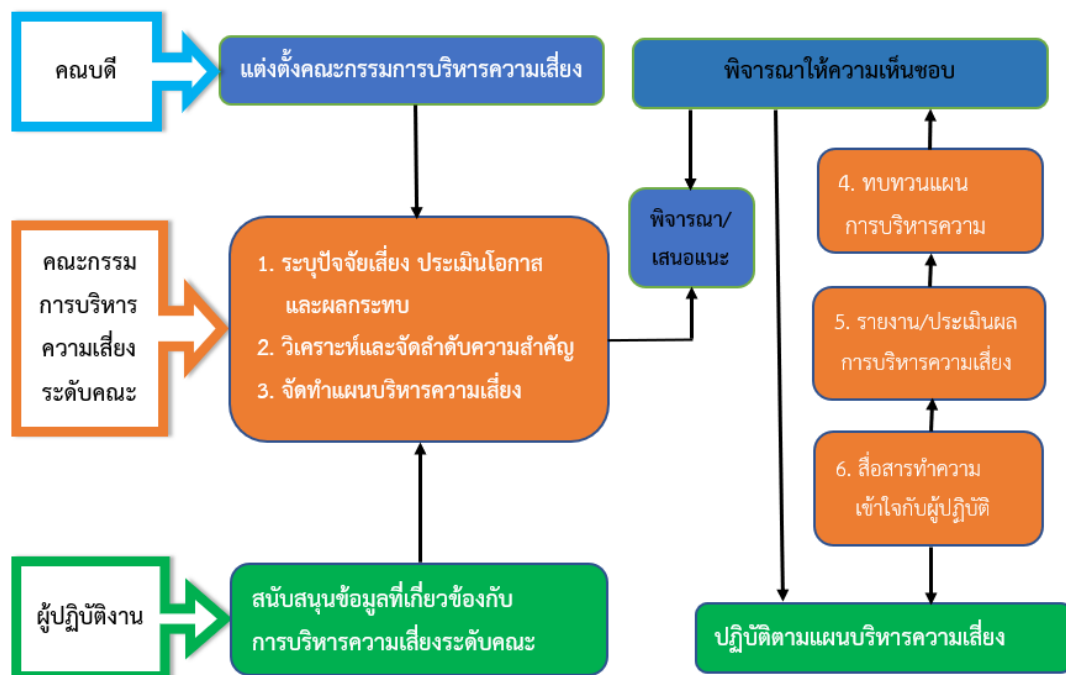 คณบดี
แต่งตั้งคณะกรรมการบริหารความเสี่ยง
พิจารณาให้ความเห็นชอบ
คณะกรรม
การบริหาร
ความเสี่ยง
ระดับคณะ
1. ระบุปัจจัยเสี่ยง ประเมินโอกาส
และผลกระทบ
2. วิเคราะห์และจัดลำดับความสำคัญ
3. จัดทำแผนบริหารความเสี่ยง
พิจารณา/
เสนอแนะ
4. ทบทวนแผน
การบริหารความ
5. รายงาน/ประเมินผล
การบริหารความเสี่ยง
6. สื่อสารทำความ
เข้าใจกับผู้ปฏิบัติ
ผู้ปฏิบัติงาน
สนับสนุนข้อมูลที่เกี่ยวข้องกับ
การบริหารความเสี่ยงระดับคณะ
ปฏิบัติตามแผนบริหารความเสี่ยง